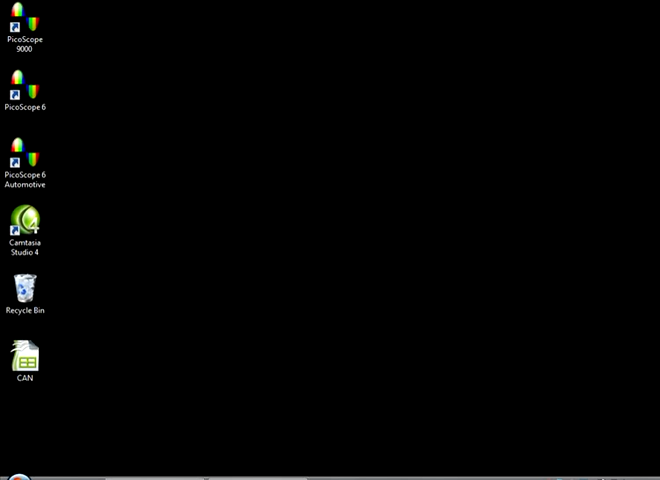 PicoScope
9000
PicoScope 6
PicoScope 6
Automotive
Camtasia
Studio 4
Recycle Bin
CAN